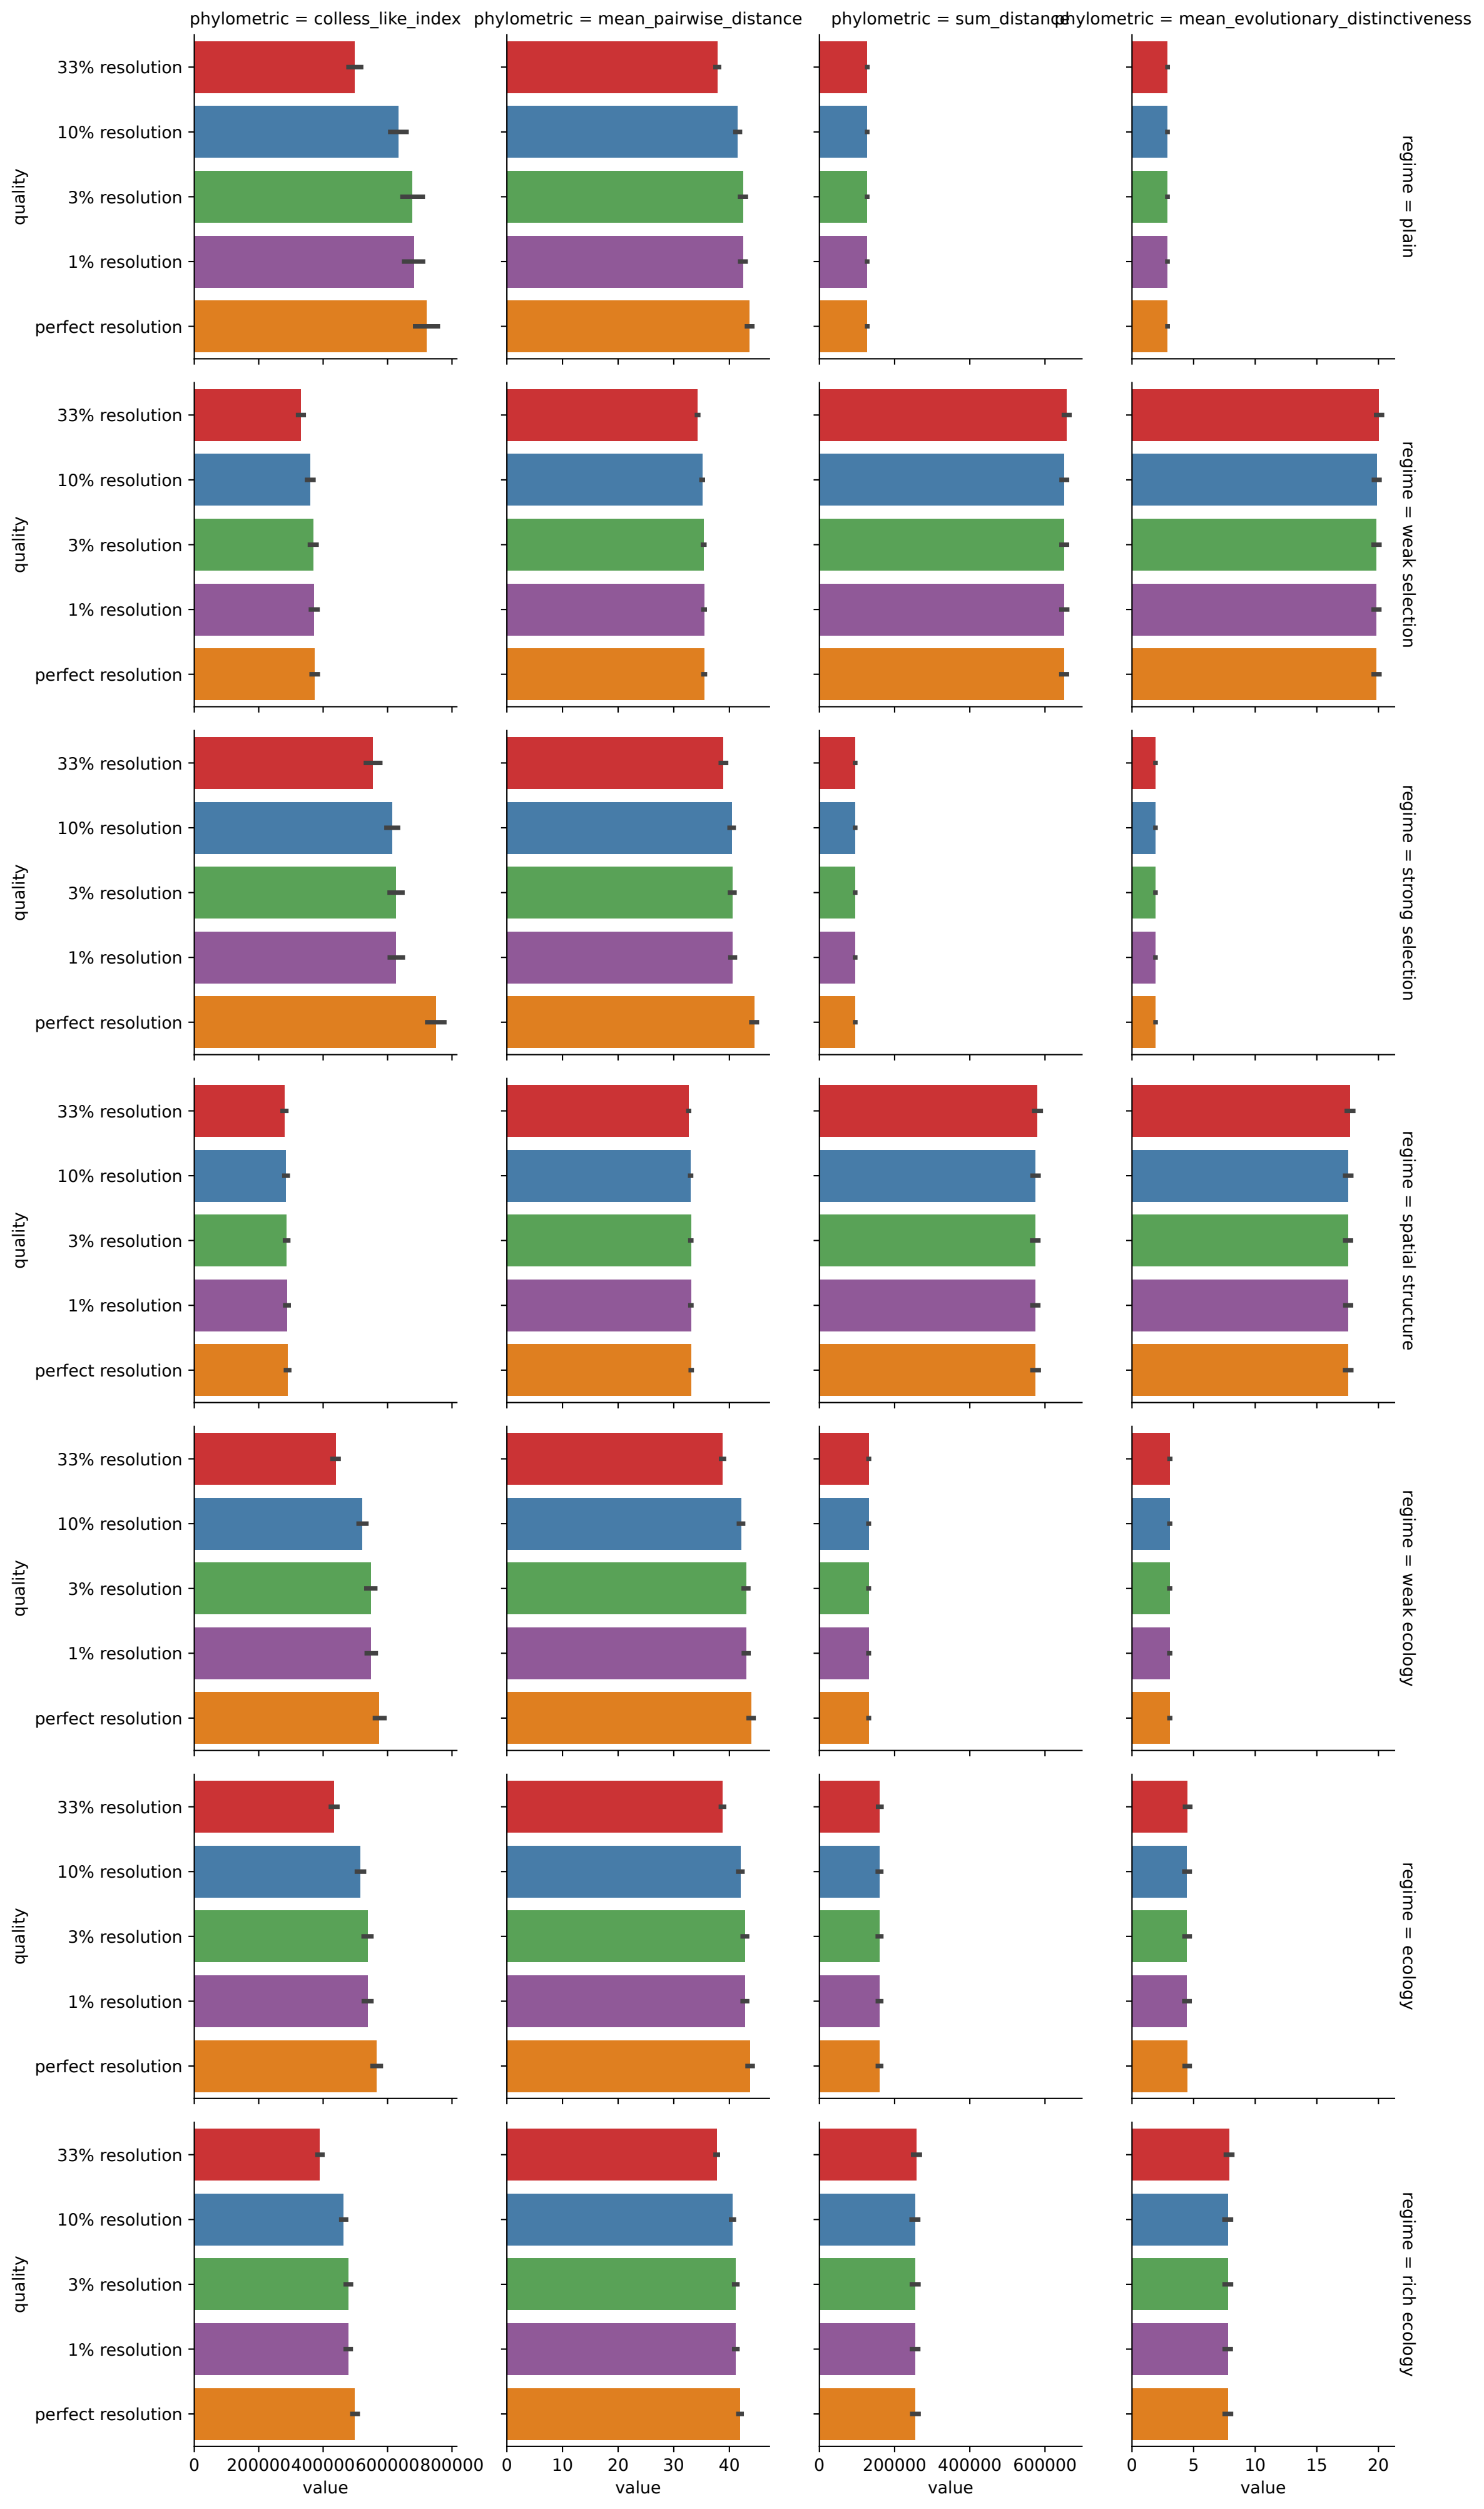 phylometric = colless_like_index
phylometric = mean_pairwise_distance
phylometric = sum_distance
phylometric = mean_evolutionary_distinctiveness
quality
33% resolution
10% resolution
3% resolution
1% resolution
perfect resolution
regime = plain
quality
33% resolution
10% resolution
3% resolution
1% resolution
perfect resolution
regime = weak selection
quality
33% resolution
10% resolution
3% resolution
1% resolution
perfect resolution
regime = strong selection
quality
33% resolution
10% resolution
3% resolution
1% resolution
perfect resolution
regime = spatial structure
quality
33% resolution
10% resolution
3% resolution
1% resolution
perfect resolution
regime = weak ecology
quality
33% resolution
10% resolution
3% resolution
1% resolution
perfect resolution
regime = ecology
quality
33% resolution
10% resolution
3% resolution
1% resolution
perfect resolution
regime = rich ecology
0 200000 400000 600000 800000
value
0 10 20 30 40
value
0 200000 400000 600000
value
0 5 10 15 20
value